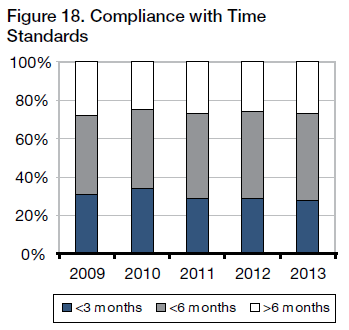 Figure 18. Compliance with Time
Standards
100%
80%
60%
40%
20%
0%
2009 2010 2011 2012 2013
<3 months <6 months >6 months